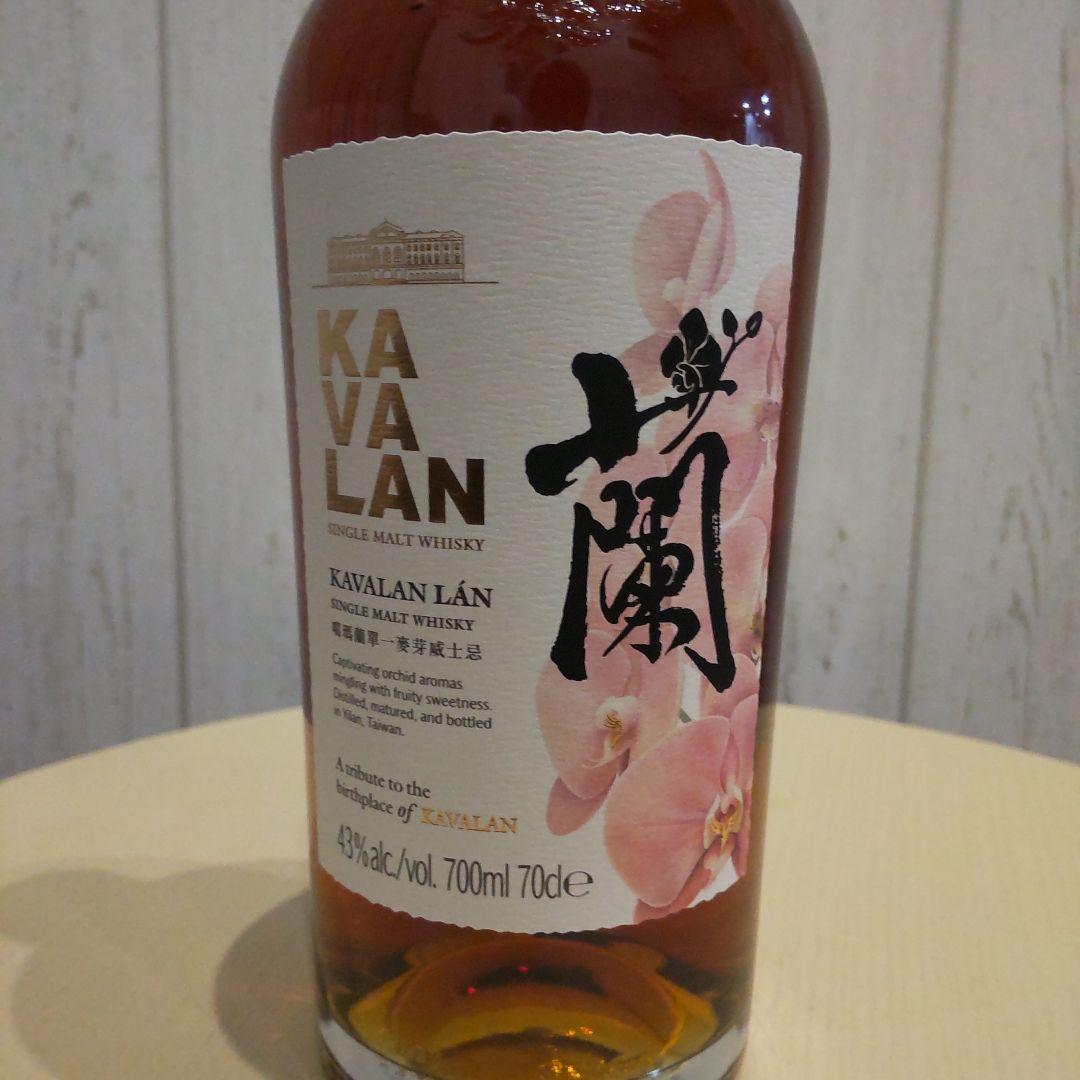 KA
VA
LAN
SINGLE MALT WHISKY
KAVALAN LÁN
SINGLE MALT WHISKY
噶瑪蘭單一麥芽威士忌
Captivating orchid aromas
mingling with fruity sweetness.
Distilled, matured, and bottled
in Yilan, Taiwan.
A tribute to the
birthplace of KAVALAN
43%alc./vol. 700ml 70cl℮
蘭